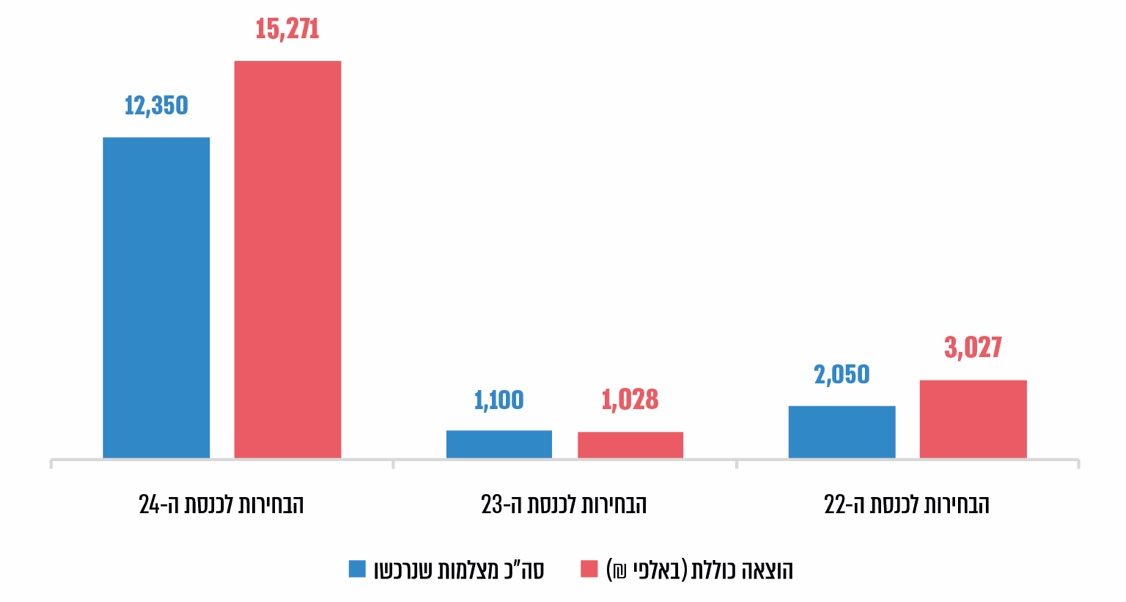 15,271
12,350
3,027
2,050
1,028
1,100
הבחירות לכנסת ה-22
הבחירות לכנסת ה-23
הבחירות לכנסת ה-24
הוצאה כוללת (באלפי ₪)
סה"כ מצלמות שנרכשו